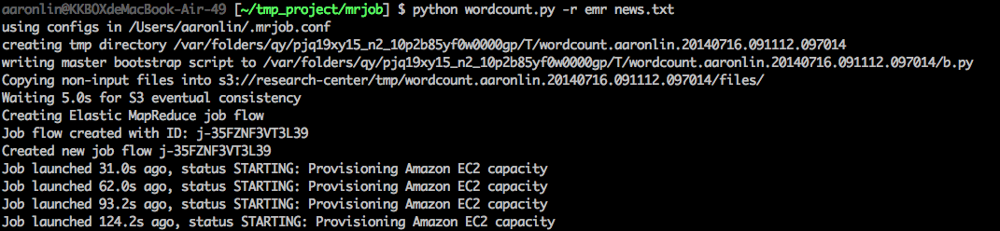 aaronlin@KKBOXdeMacBook-Air-49 [~/tmp_project/mrjob] $ python wordcount.py -r emr news.txt
using configs in /Users/aaronlin/.mrjob.conf
creating tmp directory /var/folders/qy/pjq19xy15_n2_10p2b85yf0w0000gp/T/wordcount.aaronlin.20140716.091112.097014
writing master bootstrap script to /var/folders/qy/pjq19xy15_n2_10p2b85yf0w0000gp/T/wordcount.aaronlin.20140716.091112.097014/b.py
Copying non-input files into s3://research-center/tmp/wordcount.aaronlin.20140716.091112.097014/files/
Waiting 5.0s for S3 eventual consistency
Creating Elastic MapReduce job flow
Job flow created with ID: j-35FZNF3VT3L39
Created new job flow j-35FZNF3VT3L39
Job launched 31.0s ago, status STARTING: Provisioning Amazon EC2 capacity
Job launched 62.0s ago, status STARTING: Provisioning Amazon EC2 capacity
Job launched 93.2s ago, status STARTING: Provisioning Amazon EC2 capacity
Job launched 124.2s ago, status STARTING: Provisioning Amazon EC2 capacity